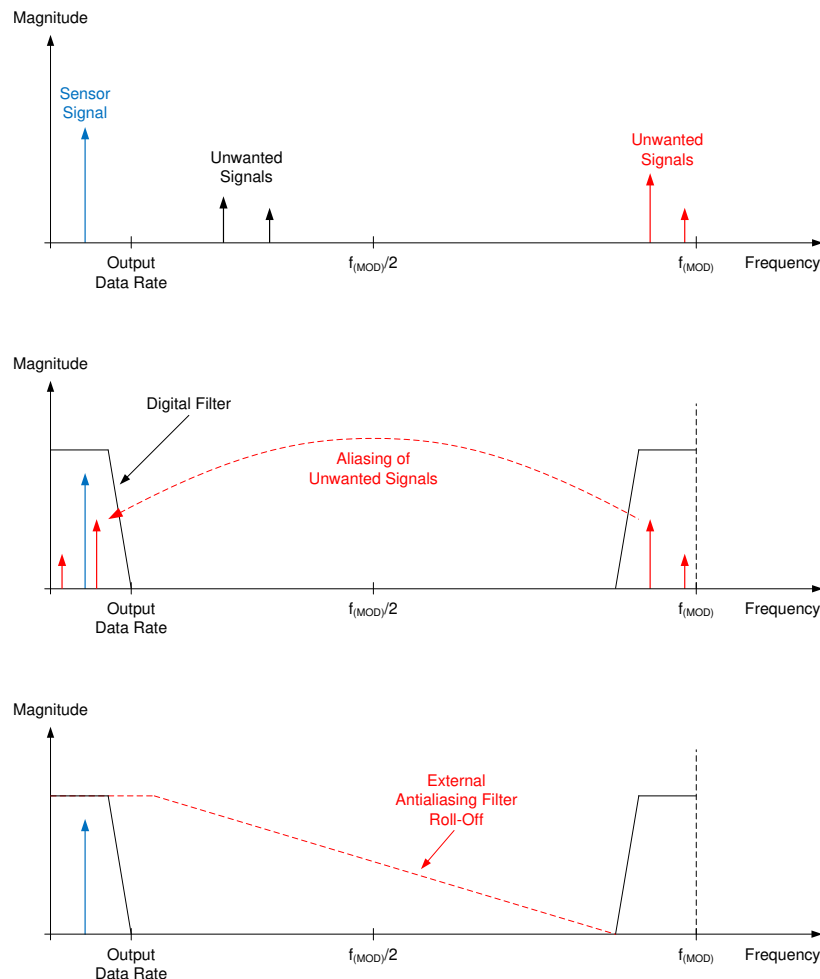 Magnitude
Sensor
Signal
Unwanted
Signals
Unwanted
Signals
Output
Data Rate
f(MOD)/2
f(MOD)
Frequency
Magnitude
Digital Filter
Aliasing of
Unwanted Signals
Output
Data Rate
f(MOD)/2
f(MOD)
Frequency
Magnitude
External
Antialiasing Filter
Roll-Off
Output
Data Rate
f(MOD)/2
f(MOD)
Frequency